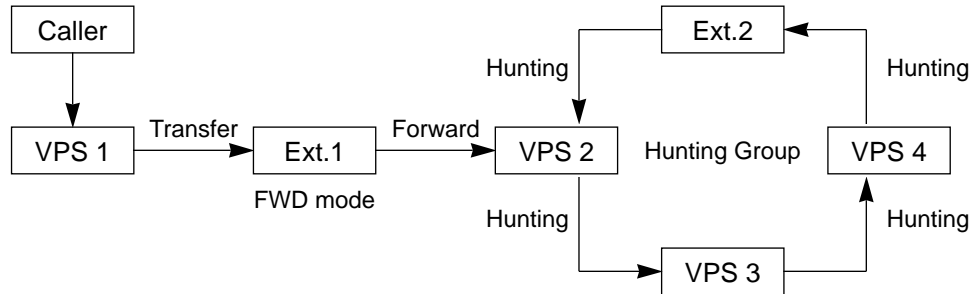 Caller
Ext.2
Hunting
Hunting
Transfer
Forward
VPS 1
Ext.1
VPS 2
Hunting Group
VPS 4
FWD mode
Hunting
Hunting
VPS 3